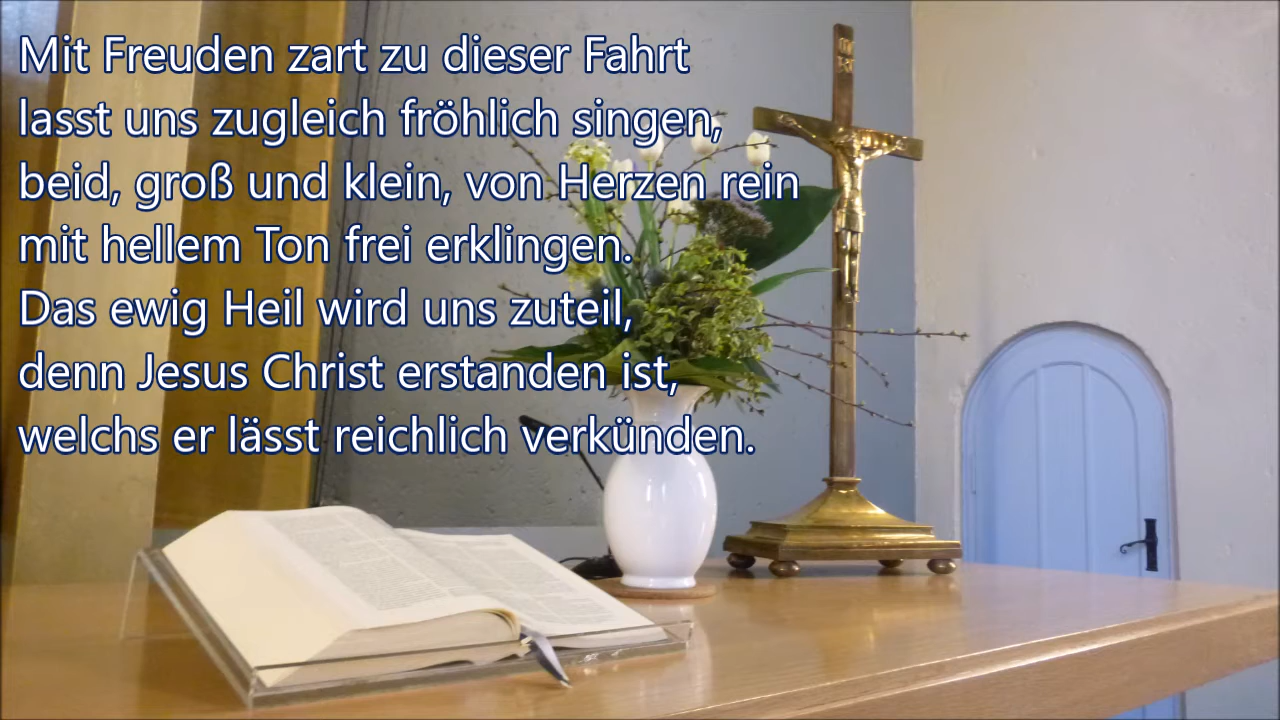 Mit Freuden zart zu dieser Fahrt
lasst uns zugleich fröhlich singen,
beid, groß und klein, von Herzen rein
mit hellem Ton frei erklingen.
Das ewig Heil wird uns zuteil,
denn Jesus Christ erstanden ist,
welchs er lässt reichlich verkünden.